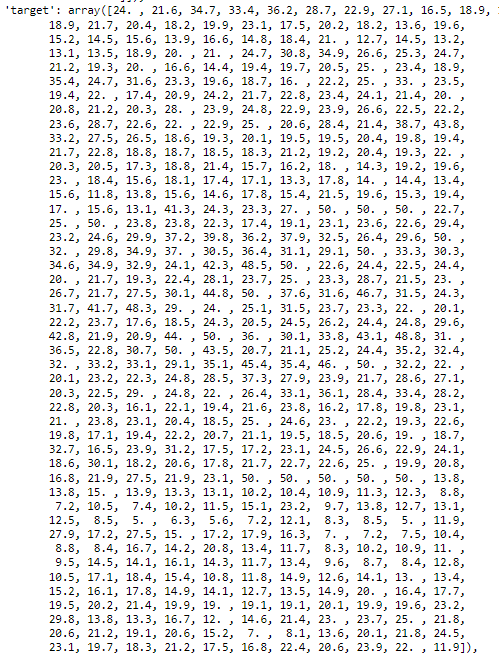 'target': array([24. , 21.6, 34.7, 33.4, 36.2, 28.7, 22.9, 27.1, 16.5, 18.9,
18.9, 21.7, 20.4, 18.2, 19.9, 23.1, 17.5, 20.2, 18.2, 13.6, 19.6,
15.2, 14.5, 15.6, 13.9, 16.6, 14.8, 18.4, 21. , 12.7, 14.5, 13.2,
13.1, 13.5, 18.9, 20. , 21. , 24.7, 30.8, 34.9, 26.6, 25.3, 24.7,
21.2, 19.3, 20. , 16.6, 14.4, 19.4, 19.7, 20.5, 25. , 23.4, 18.9,
35.4, 24.7, 31.6, 23.3, 19.6, 18.7, 16. , 22.2, 25. , 33. , 23.5,
19.4, 22. , 17.4, 20.9, 24.2, 21.7, 22.8, 23.4, 24.1, 21.4, 20. ,
20.8, 21.2, 20.3, 28. , 23.9, 24.8, 22.9, 23.9, 26.6, 22.5, 22.2,
23.6, 28.7, 22.6, 22. , 22.9, 25. , 20.6, 28.4, 21.4, 38.7, 43.8,
33.2, 27.5, 26.5, 18.6, 19.3, 20.1, 19.5, 19.5, 20.4, 19.8, 19.4,
21.7, 22.8, 18.8, 18.7, 18.5, 18.3, 21.2, 19.2, 20.4, 19.3, 22. ,
20.3, 20.5, 17.3, 18.8, 21.4, 15.7, 16.2, 18. , 14.3, 19.2, 19.6,
23. , 18.4, 15.6, 18.1, 17.4, 17.1, 13.3, 17.8, 14. , 14.4, 13.4,
15.6, 11.8, 13.8, 15.6, 14.6, 17.8, 15.4, 21.5, 19.6, 15.3, 19.4,
17. , 15.6, 13.1, 41.3, 24.3, 23.3, 27. , 50. , 50. , 50. , 22.7,
25. , 50. , 23.8, 23.8, 22.3, 17.4, 19.1, 23.1, 23.6, 22.6, 29.4,
23.2, 24.6, 29.9, 37.2, 39.8, 36.2, 37.9, 32.5, 26.4, 29.6, 50. ,
32. , 29.8, 34.9, 37. , 30.5, 36.4, 31.1, 29.1, 50. , 33.3, 30.3,
34.6, 34.9, 32.9, 24.1, 42.3, 48.5, 50. , 22.6, 24.4, 22.5, 24.4,
20. , 21.7, 19.3, 22.4, 28.1, 23.7, 25. , 23.3, 28.7, 21.5, 23. ,
26.7, 21.7, 27.5, 30.1, 44.8, 50. , 37.6, 31.6, 46.7, 31.5, 24.3,
31.7, 41.7, 48.3, 29. , 24. , 25.1, 31.5, 23.7, 23.3, 22. , 20.1,
22.2, 23.7, 17.6, 18.5, 24.3, 20.5, 24.5, 26.2, 24.4, 24.8, 29.6,
42.8, 21.9, 20.9, 44. , 50. , 36. , 30.1, 33.8, 43.1, 48.8, 31. ,
36.5, 22.8, 30.7, 50. , 43.5, 20.7, 21.1, 25.2, 24.4, 35.2, 32.4,
32. , 33.2, 33.1, 29.1, 35.1, 45.4, 35.4, 46. , 50. , 32.2, 22. ,
20.1, 23.2, 22.3, 24.8, 28.5, 37.3, 27.9, 23.9, 21.7, 28.6, 27.1,
20.3, 22.5, 29. , 24.8, 22. , 26.4, 33.1, 36.1, 28.4, 33.4, 28.2,
22.8, 20.3, 16.1, 22.1, 19.4, 21.6, 23.8, 16.2, 17.8, 19.8, 23.1,
21. , 23.8, 23.1, 20.4, 18.5, 25. , 24.6, 23. , 22.2, 19.3, 22.6,
19.8, 17.1, 19.4, 22.2, 20.7, 21.1, 19.5, 18.5, 20.6, 19. , 18.7,
32.7, 16.5, 23.9, 31.2, 17.5, 17.2, 23.1, 24.5, 26.6, 22.9, 24.1,
18.6, 30.1, 18.2, 20.6, 17.8, 21.7, 22.7, 22.6, 25. , 19.9, 20.8,
16.8, 21.9, 27.5, 21.9, 23.1, 50. , 50. , 50. , 50. , 50. , 13.8,
13.8, 15. , 13.9, 13.3, 13.1, 10.2, 10.4, 10.9, 11.3, 12.3, 8.8,
7.2, 10.5, 7.4, 10.2, 11.5, 15.1, 23.2, 9.7, 13.8, 12.7, 13.1,
12.5, 8.5, 5. , 6.3, 5.6, 7.2, 12.1, 8.3, 8.5, 5. , 11.9,
27.9, 17.2, 27.5, 15. , 17.2, 17.9, 16.3, 7. , 7.2, 7.5, 10.4,
8.8, 8.4, 16.7, 14.2, 20.8, 13.4, 11.7, 8.3, 10.2, 10.9, 11. ,
9.5, 14.5, 14.1, 16.1, 14.3, 11.7, 13.4, 9.6, 8.7, 8.4, 12.8,
10.5, 17.1, 18.4, 15.4, 10.8, 11.8, 14.9, 12.6, 14.1, 13. , 13.4,
15.2, 16.1, 17.8, 14.9, 14.1, 12.7, 13.5, 14.9, 20. , 16.4, 17.7,
19.5, 20.2, 21.4, 19.9, 19. , 19.1, 19.1, 20.1, 19.9, 19.6, 23.2,
29.8, 13.8, 13.3, 16.7, 12. , 14.6, 21.4, 23. , 23.7, 25. , 21.8,
20.6, 21.2, 19.1, 20.6, 15.2, 7. , 8.1, 13.6, 20.1, 21.8, 24.5,
23.1, 19.7, 18.3, 21.2, 17.5, 16.8, 22.4, 20.6, 23.9, 22. , 11.9]),